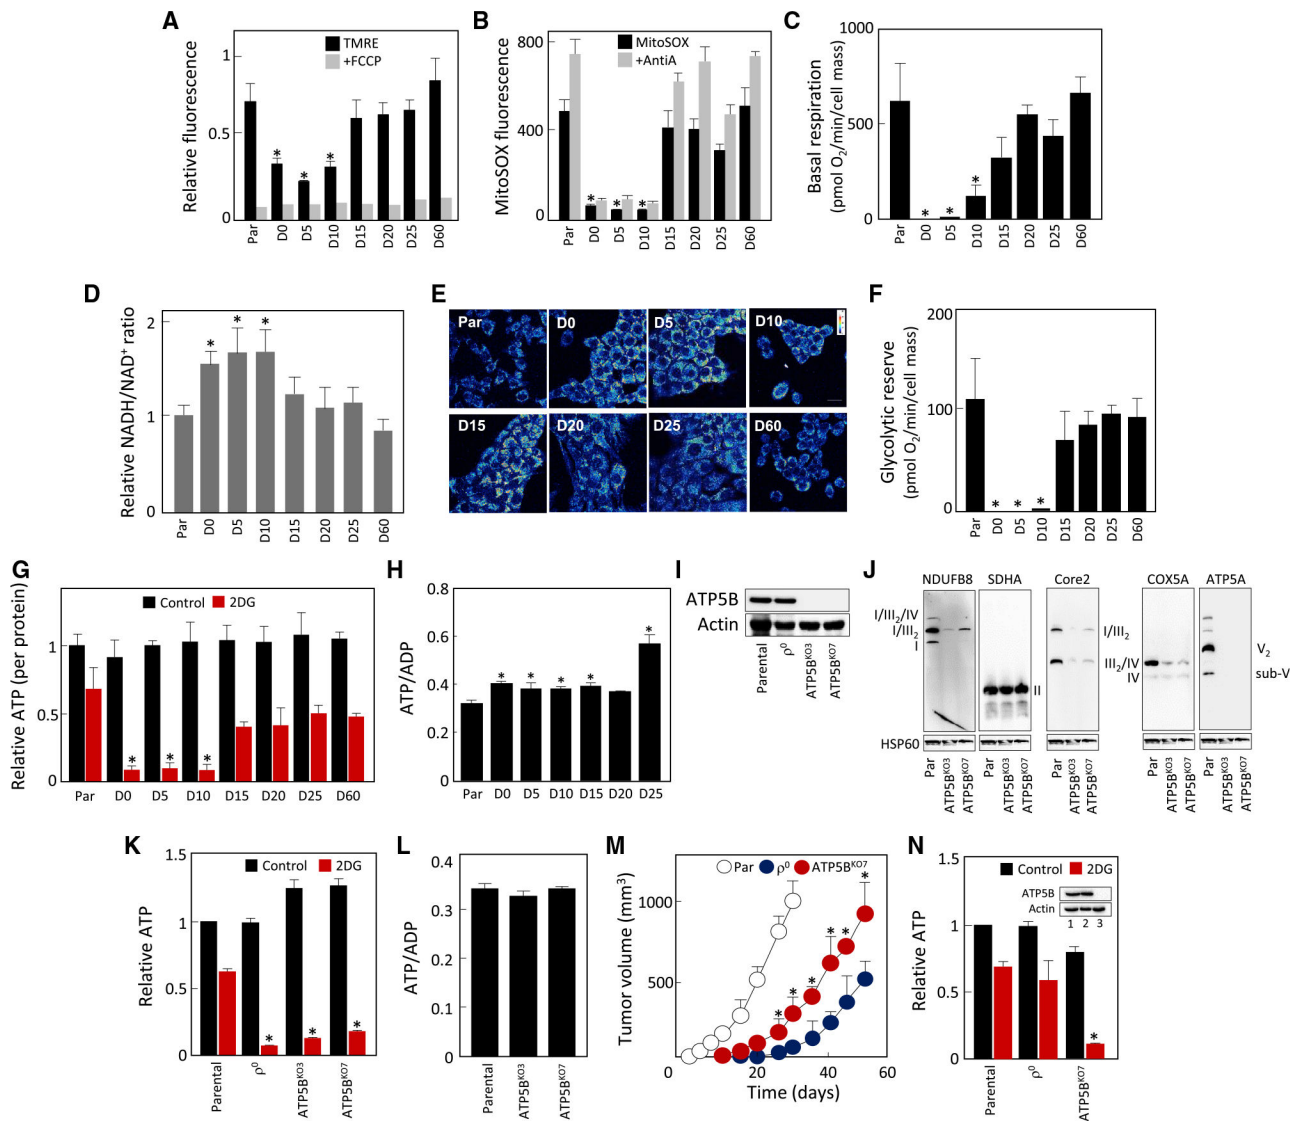 A
Relative fluorescence
1
0.5
0
TMRE
+FCCP
* * *
Par D0 D5 D10 D15 D20 D25 D60
B
MitoSOX fluorescence
800
400
0
MitoSOX
+AntiA
* * *
Par D0 D5 D10 D15 D20 D25 D60
C
Basal respiration
(pmol O2/min/cell mass)
1000
500
0
* * *
Par D0 D5 D10 D15 D20 D25 D60
D
Relative NADH/NAD+ ratio
2
1
0
* * *
Par D0 D5 D10 D15 D20 D25 D60
E
Par D0 D5 D10
D15 D20 D25 D60
F
Glycolytic reserve
(pmol O2/min/cell mass)
200
100
0
* * *
Par D0 D5 D10 D15 D20 D25 D60
G
Relative ATP (per protein)
1.5
1
0.5
0
Control 2DG
* * *
Par D0 D5 D10 D15 D20 D25 D60
H
ATP/ADP
0.8
0.6
0.4
0.2
0
* * * * *
Par D0 D5 D10 D15 D20 D25
I
ATP5B
Actin
Parental ρ0 ATP5BKO3 ATP5BKO7
J
NDUFB8 SDHA Core2 COX5A ATP5A
I/III2/IV
I/III2
I
II
I/III2
III2/IV
IV
V2
sub-V
HSP60
Par ATP5BKO3 ATP5BKO7 Par ATP5BKO3 ATP5BKO7 Par ATP5BKO3 ATP5BKO7 Par ATP5BKO3 ATP5BKO7 Par ATP5BKO3 ATP5BKO7
K
Relative ATP
1.5
1
0.5
0
Control 2DG
* * *
Parental ρ0 ATP5BKO3 ATP5BKO7
L
ATP/ADP
0.4
0.3
0.4
0.3
0
Parental ATP5BKO3 ATP5BKO7
M
Tumor volume (mm3)
1000
500
0
Par ρ0 ATP5BKO7
* * * * * *
20 40 60
Time (days)
N
Relative ATP
1.5
1
0.5
0
Control 2DG
ATP5B
Actin
1 2 3
*
Parental ρ0 ATP5BKO7